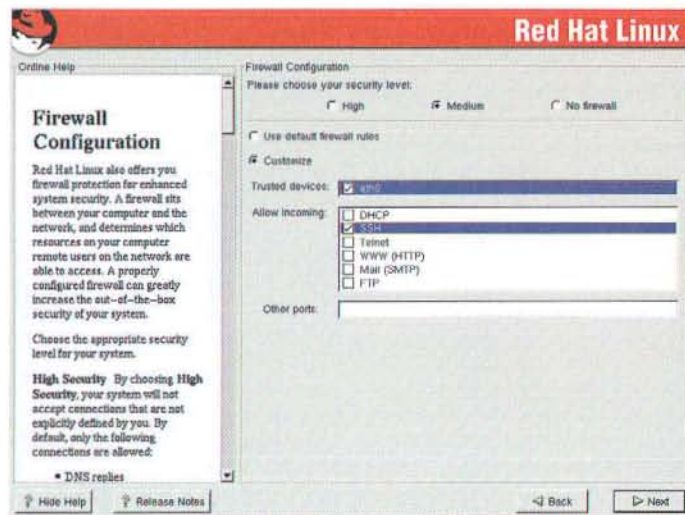 Red Hat Linux
Online Help
Firewall
Configuration
Red Hat Linux also offers you
firewall protection for enhanced
system security. A firewall sits
between your computer and the
network, and determines which
resources on your computer
remote users on the network are
able to access. A properly
configured firewall can greatly
increase the out-of-the-box
security of your system.
Choose the appropriate security
level for your system.
High Security By choosing High
Security, your system will not
accept connections that are not
explicitly defined by you. By
default, only the following
connections are allowed:
• DNS replies
Firewall Configuration
Please choose your security level:
High Medium No firewall
Use default firewall rules
Customize
Trusted devices: eth0
Allow incoming: DHCP
SSH
Telnet
WWW (HTTP)
Mail (SMTP)
FTP
Other ports:
Hide Help Release Notes Back Next